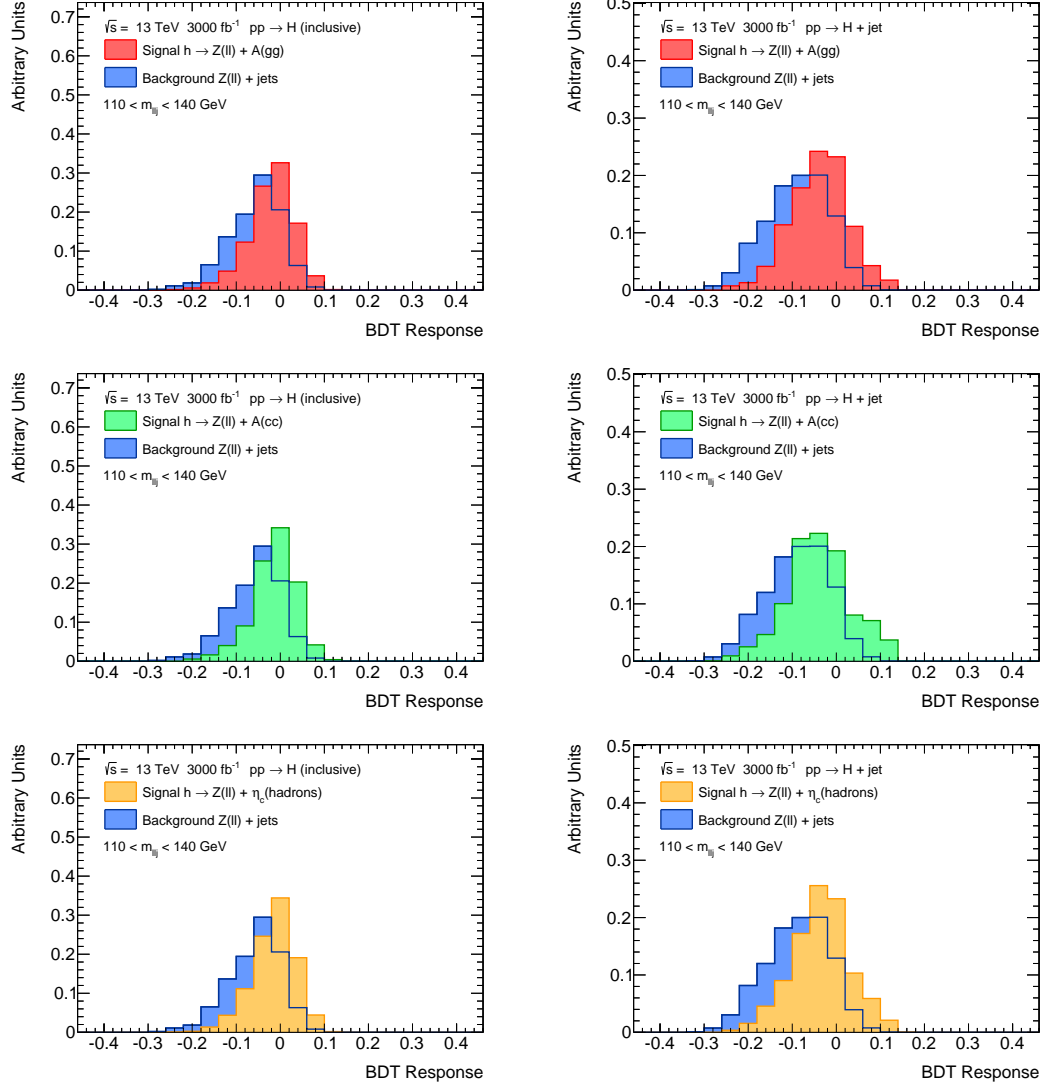 Arbitrary Units
0.7
0.6
0.5
0.4
0.3
0.2
0.1
0
√s = 13 TeV 3000 fb⁻¹ pp → H (inclusive)
Signal h → Z(ll) + A(gg)
Background Z(ll) + jets
110 < m_llj < 140 GeV
-0.4 -0.3 -0.2 -0.1 0 0.1 0.2 0.3 0.4
BDT Response
Arbitrary Units
0.5
0.4
0.3
0.2
0.1
0
√s = 13 TeV 3000 fb⁻¹ pp → H + jet
Signal h → Z(ll) + A(gg)
Background Z(ll) + jets
110 < m_llj < 140 GeV
-0.4 -0.3 -0.2 -0.1 0 0.1 0.2 0.3 0.4
BDT Response
Arbitrary Units
0.7
0.6
0.5
0.4
0.3
0.2
0.1
0
√s = 13 TeV 3000 fb⁻¹ pp → H (inclusive)
Signal h → Z(ll) + A(cc)
Background Z(ll) + jets
110 < m_llj < 140 GeV
-0.4 -0.3 -0.2 -0.1 0 0.1 0.2 0.3 0.4
BDT Response
Arbitrary Units
0.5
0.4
0.3
0.2
0.1
0
√s = 13 TeV 3000 fb⁻¹ pp → H + jet
Signal h → Z(ll) + A(cc)
Background Z(ll) + jets
110 < m_llj < 140 GeV
-0.4 -0.3 -0.2 -0.1 0 0.1 0.2 0.3 0.4
BDT Response
Arbitrary Units
0.7
0.6
0.5
0.4
0.3
0.2
0.1
0
√s = 13 TeV 3000 fb⁻¹ pp → H (inclusive)
Signal h → Z(ll) + η_c(hadrons)
Background Z(ll) + jets
110 < m_llj < 140 GeV
-0.4 -0.3 -0.2 -0.1 0 0.1 0.2 0.3 0.4
BDT Response
Arbitrary Units
0.5
0.4
0.3
0.2
0.1
0
√s = 13 TeV 3000 fb⁻¹ pp → H + jet
Signal h → Z(ll) + η_c(hadrons)
Background Z(ll) + jets
110 < m_llj < 140 GeV
-0.4 -0.3 -0.2 -0.1 0 0.1 0.2 0.3 0.4
BDT Response